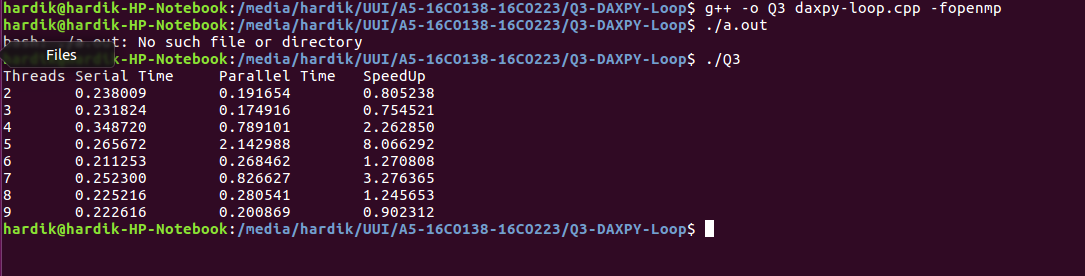 hardik@hardik-HP-Notebook:/media/hardik/UUI/A5-16CO138-16CO223/Q3-DAXPY-Loop$ g++ -o Q3 daxpy-loop.cpp -fopenmp
hardik@hardik-HP-Notebook:/media/hardik/UUI/A5-16CO138-16CO223/Q3-DAXPY-Loop$ ./a.out
bash: ./a.out: No such file or directory
Files
hardik@hardik-HP-Notebook:/media/hardik/UUI/A5-16CO138-16CO223/Q3-DAXPY-Loop$ ./Q3
Threads Serial Time Parallel Time SpeedUp
2 0.238009 0.191654 0.805238
3 0.231824 0.174916 0.754521
4 0.348720 0.789101 2.262850
5 0.265672 2.142988 8.066292
6 0.211253 0.268462 1.270808
7 0.252300 0.826627 3.276365
8 0.225216 0.280541 1.245653
9 0.222616 0.200869 0.902312
hardik@hardik-HP-Notebook:/media/hardik/UUI/A5-16CO138-16CO223/Q3-DAXPY-Loop$